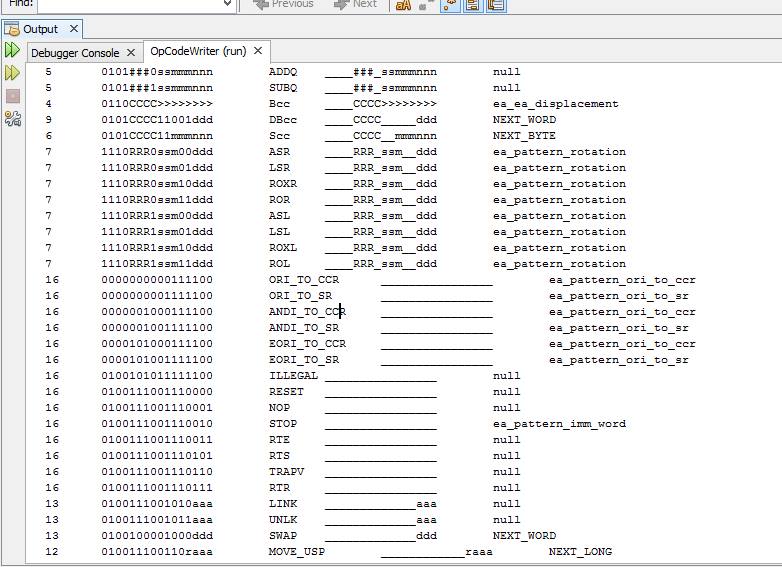 Find:
Previous
Next
Output
Debugger Console
OpCodeWriter (run)
5 0101###0ssmmmnnn ADDQ ____###_ssmmmnnn null
5 0101###1ssmmmnnn SUBQ ____###_ssmmmnnn null
4 0110CCCC>>>>>>>> Bcc ____CCCC>>>>>>>> ea_ea_displacement
9 0101CCCC11001ddd DBcc ____CCCC_____ddd NEXT_WORD
6 0101CCCC11mmmnnn Scc ____CCCC__mmmnnn NEXT_BYTE
7 1110RRR0ssm00ddd ASR ____RRR_ssm__ddd ea_pattern_rotation
7 1110RRR0ssm01ddd LSR ____RRR_ssm__ddd ea_pattern_rotation
7 1110RRR0ssm10ddd ROXR ____RRR_ssm__ddd ea_pattern_rotation
7 1110RRR0ssm11ddd ROR ____RRR_ssm__ddd ea_pattern_rotation
7 1110RRR1ssm00ddd ASL ____RRR_ssm__ddd ea_pattern_rotation
7 1110RRR1ssm01ddd LSL ____RRR_ssm__ddd ea_pattern_rotation
7 1110RRR1ssm10ddd ROXL ____RRR_ssm__ddd ea_pattern_rotation
7 1110RRR1ssm11ddd ROL ____RRR_ssm__ddd ea_pattern_rotation
16 0000000000111100 ORI_TO_CCR ________________ ea_pattern_ori_to_ccr
16 0000000001111100 ORI_TO_SR ________________ ea_pattern_ori_to_sr
16 0000001000111100 ANDI_TO_CCR ________________ ea_pattern_ori_to_ccr
16 0000001001111100 ANDI_TO_SR ________________ ea_pattern_ori_to_sr
16 0000101000111100 EORI_TO_CCR ________________ ea_pattern_ori_to_ccr
16 0000101001111100 EORI_TO_SR ________________ ea_pattern_ori_to_sr
16 0100101011111100 ILLEGAL ________________ null
16 0100111001110000 RESET ________________ null
16 0100111001110001 NOP ________________ null
16 0100111001110010 STOP ________________ ea_pattern_imm_word
16 0100111001110011 RTE ________________ null
16 0100111001110101 RTS ________________ null
16 0100111001110110 TRAPV ________________ null
16 0100111001110111 RTR ________________ null
13 0100111001010aaa LINK _____________aaa null
13 0100111001011aaa UNLK _____________aaa null
13 0100100001000ddd SWAP _____________ddd NEXT_WORD
12 010011100110raaa MOVE_USP ____________raaa NEXT_LONG